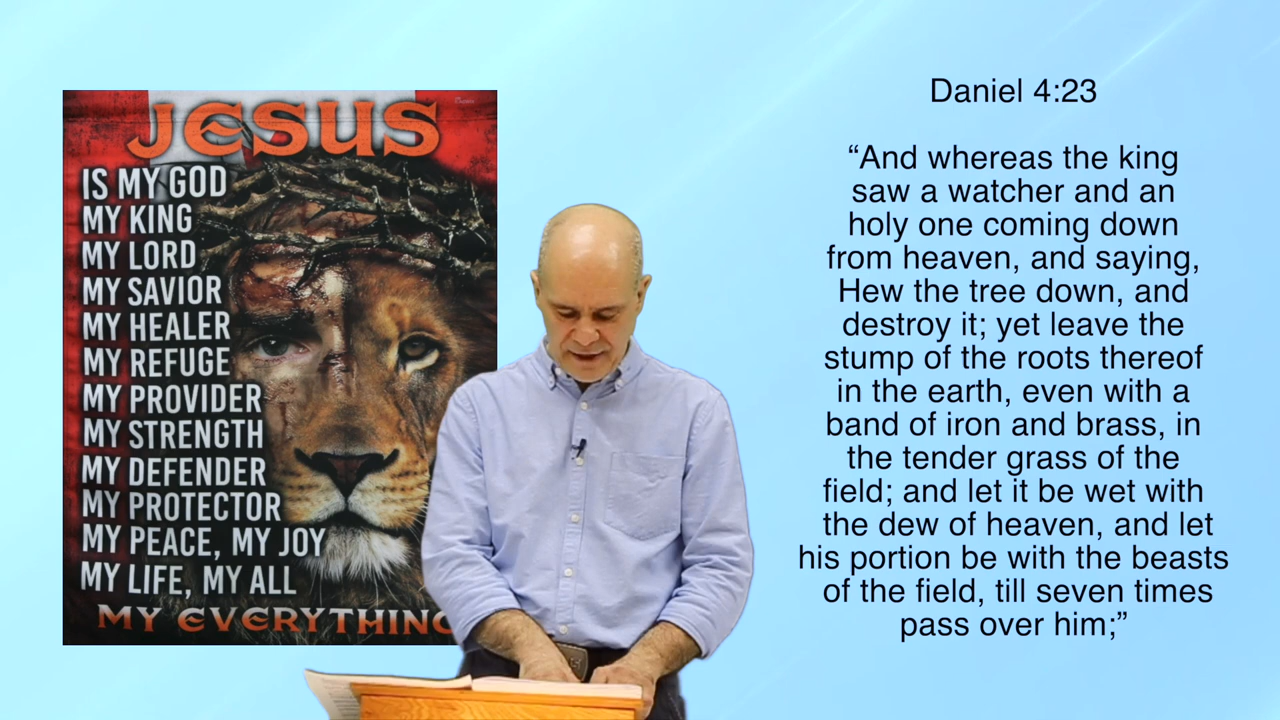 JESUS
IS MY GOD
MY KING
MY LORD
MY SAVIOR
MY HEALER
MY REFUGE
MY PROVIDER
MY STRENGTH
MY DEFENDER
MY PROTECTOR
MY PEACE, MY JOY
MY LIFE, MY ALL
MY EVERYTHING
Daniel 4:23
“And whereas the king
saw a watcher and an
holy one coming down
from heaven, and saying,
Hew the tree down, and
destroy it; yet leave the
stump of the roots thereof
in the earth, even with a
band of iron and brass, in
the tender grass of the
field; and let it be wet with
the dew of heaven, and let
his portion be with the beasts
of the field, till seven times
pass over him;”